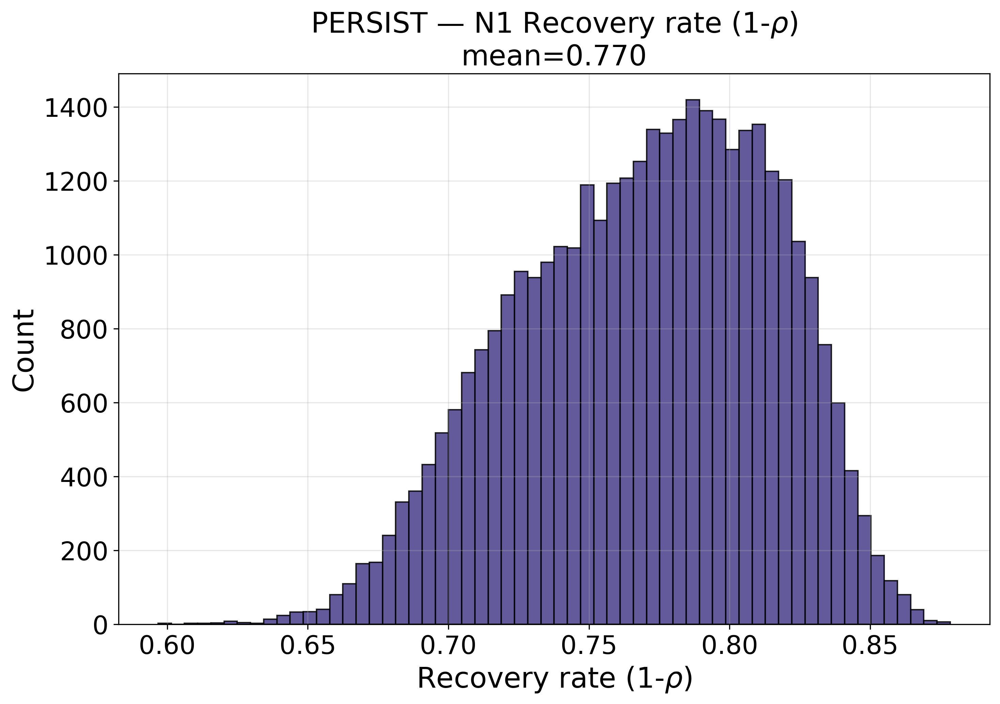 PERSIST — N1 Recovery rate (1-ρ)
mean=0.770
1400
1200
1000
800
600
400
200
0
Count
0.60 0.65 0.70 0.75 0.80 0.85
Recovery rate (1-ρ)